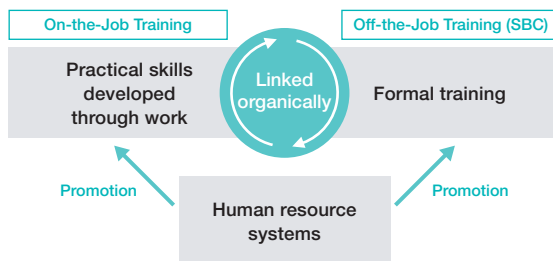 On-the-Job Training
Off-the-Job Training (SBC)
Practical skills
developed
through work
Linked
organically
Formal training
Promotion
Promotion
Human resource
systems